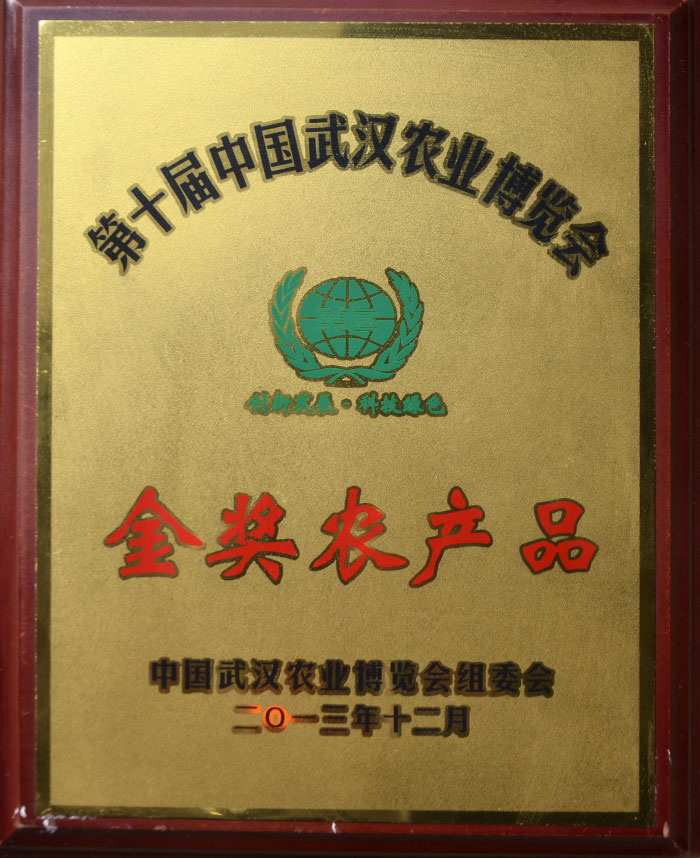 第十届中国武汉农业博览会
创新发展·科技绿色
金奖农产品
中国武汉农业博览会组委会
二〇一三年十二月